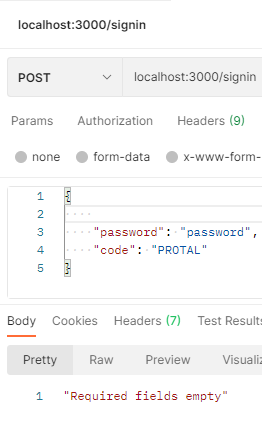 localhost:3000/signin
POST localhost:3000/signin
Params Authorization Headers (9)
none form-data x-www-form-
1 {
2
3 "password": "password",
4 "code": "PROTAL"
5 }
Body Cookies Headers (7) Test Results
Pretty Raw Preview Visualiz
1 "Required fields empty"